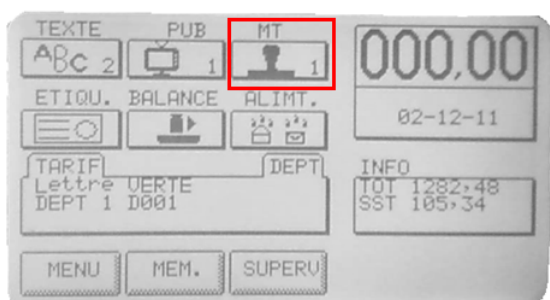 TEXTE PUB MT
ABC 2 1 1
000,00
ETIQU. BALANCE ALIMT.
02-12-11
TARIF DEPT
Lettre VERTE
DEPT 1 D001
INFO
TOT 1282,48
SST 105,34
MENU MEM. SUPERV